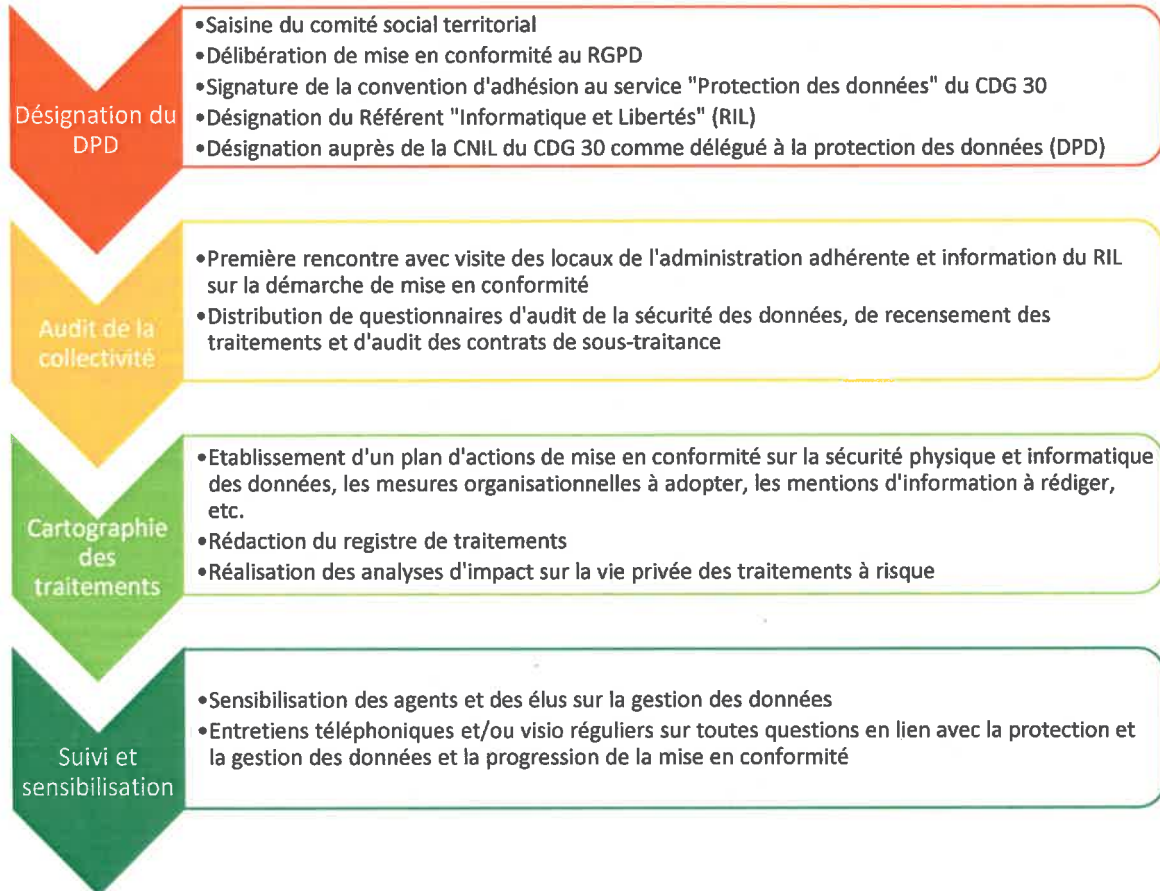 Désignation du
DPD
•Saisine du comité social territorial
•Délibération de mise en conformité au RGPD
•Signature de la convention d'adhésion au service "Protection des données" du CDG 30
•Désignation du Référent "Informatique et Libertés" (RIL)
•Désignation auprès de la CNIL du CDG 30 comme délégué à la protection des données (DPD)
Audit de la
collectivité
•Première rencontre avec visite des locaux de l'administration adhérente et information du RIL
sur la démarche de mise en conformité
•Distribution de questionnaires d'audit de la sécurité des données, de recensement des
traitements et d'audit des contrats de sous-traitance
Cartographie
des
traitements
•Etablissement d'un plan d'actions de mise en conformité sur la sécurité physique et informatique
des données, les mesures organisationnelles à adopter, les mentions d'information à rédiger,
etc.
•Rédaction du registre de traitements
•Réalisation des analyses d'impact sur la vie privée des traitements à risque
Suivi et
sensibilisation
•Sensibilisation des agents et des élus sur la gestion des données
•Entretiens téléphoniques et/ou visio réguliers sur toutes questions en lien avec la protection et
la gestion des données et la progression de la mise en conformité